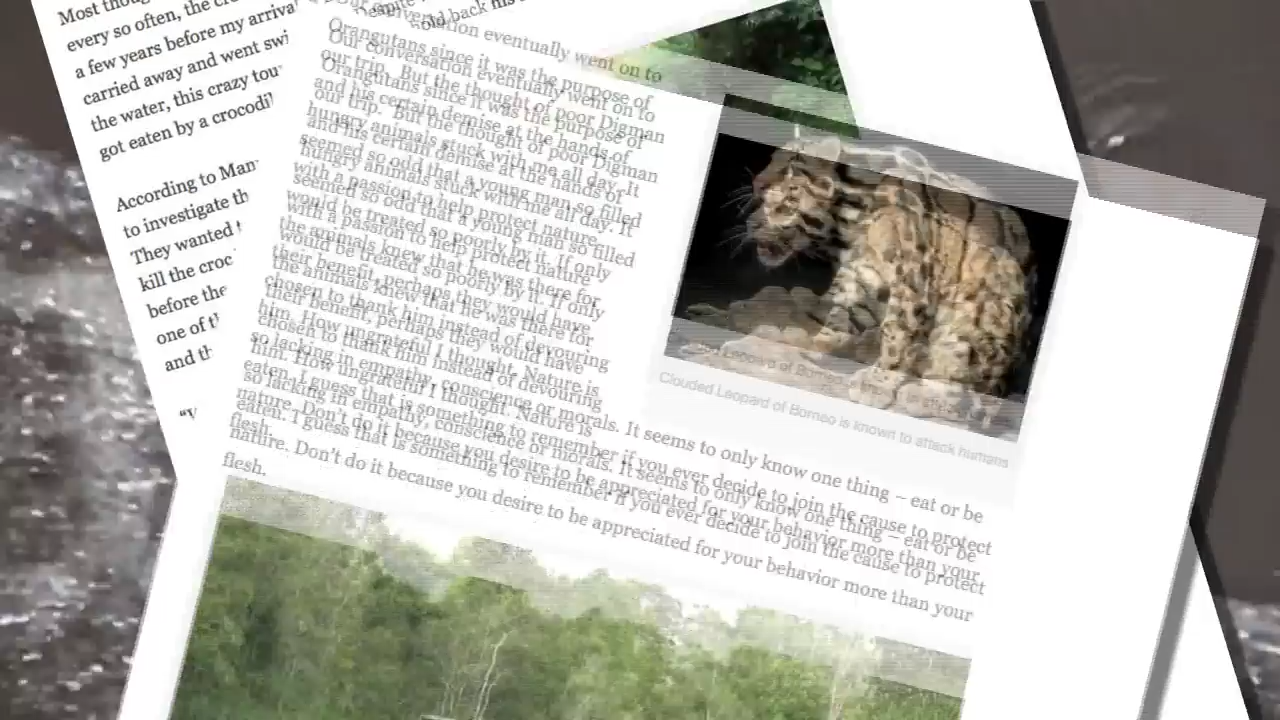 Most thoug
every so often, the cro
a few years before my arriva
carried away and went swi
the water, this crazy tou
got eaten by a crocodi
According to Man
to investigate th
They wanted
kill the croc
before the
one of t
and th
Our conversation eventually went on to
Orangutans since it was the purpose of
our trip. But the thought of poor Digman
and his certain demise at the hands of
hungry animals stuck with me all day. It
seemed so odd that a young man so filled
with a passion to help protect nature
would be treated so poorly by it. If only
the animals knew that he was there for
their benefit, perhaps they would have
chosen to thank him instead of devouring
him. How ungrateful I thought. Nature is
so lacking in empathy, conscience or morals. It seems to only know one thing – eat or be
eaten. I guess that is something to remember if you ever decide to join the cause to protect
nature. Don't do it because you desire to be appreciated for your behavior more than your
flesh.
Clouded Leopard of Borneo is known to attack humans